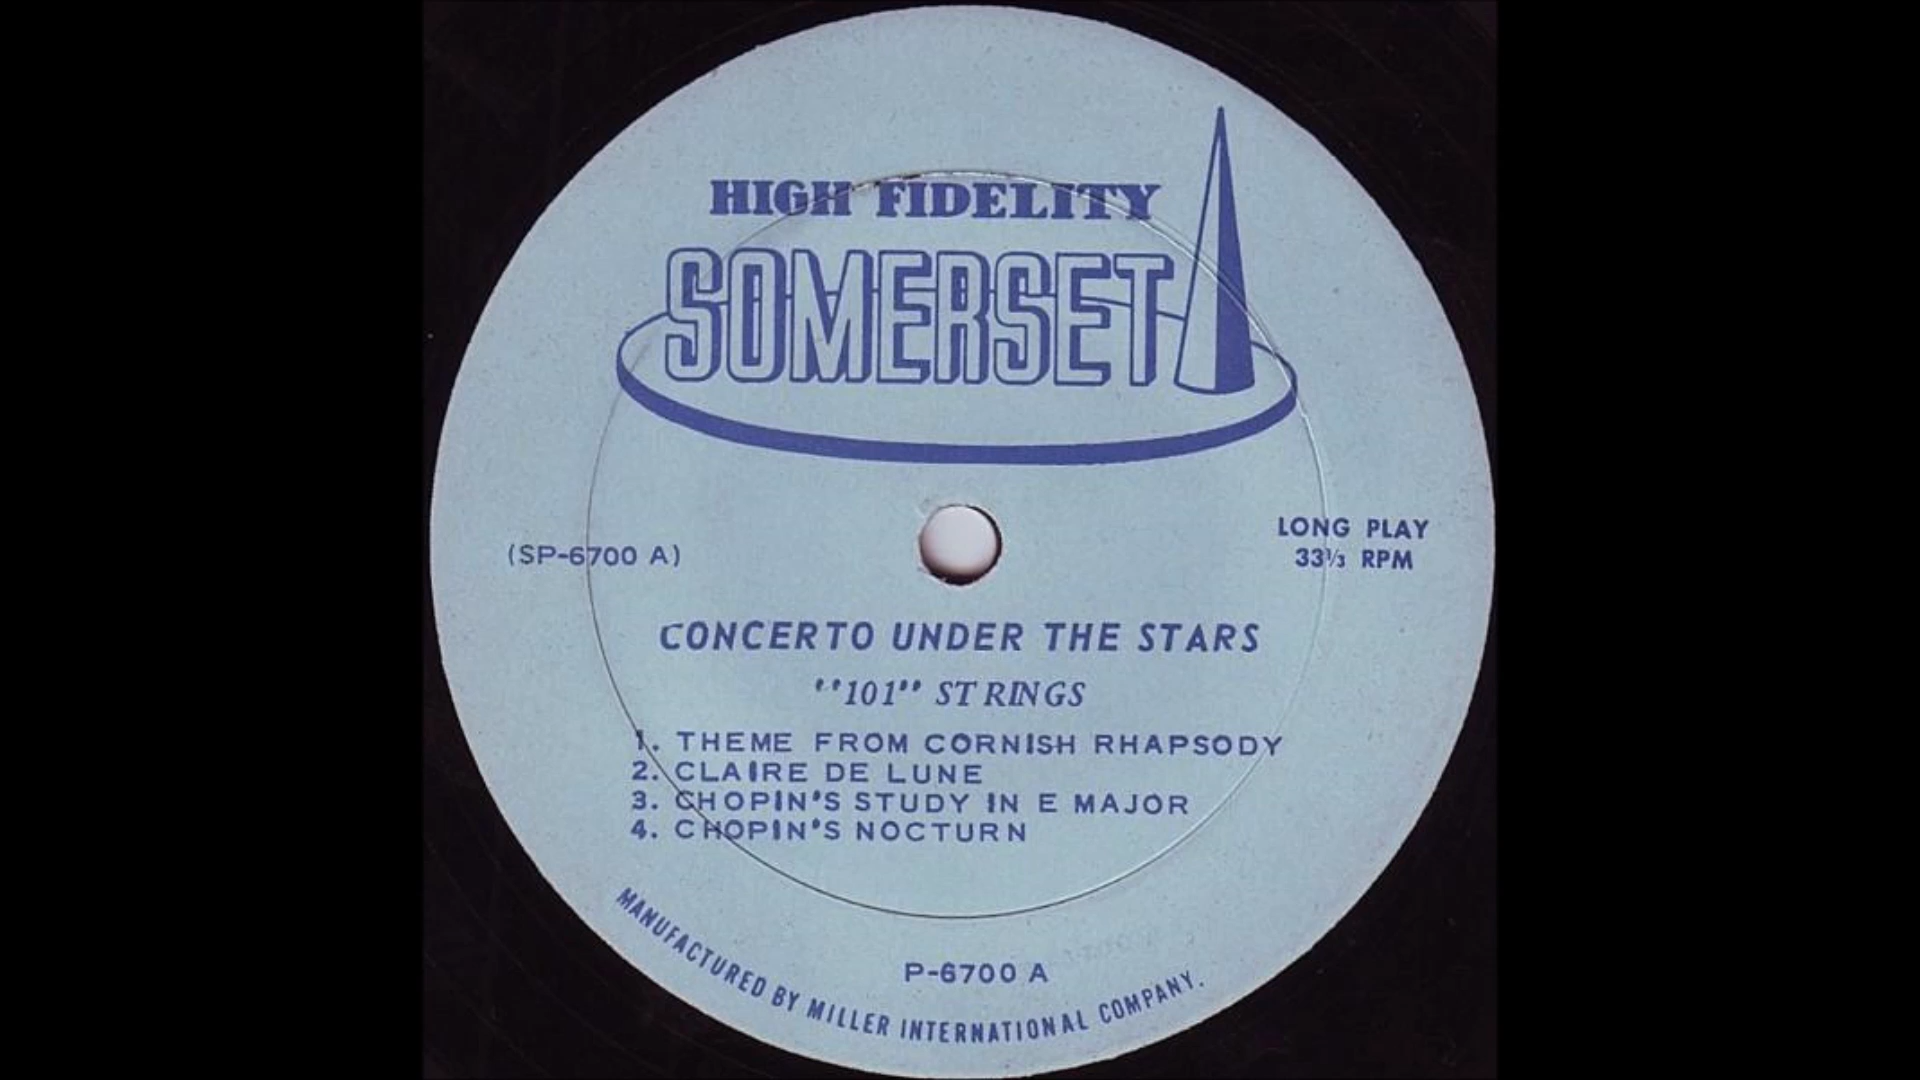 HIGH FIDELITY
SOMERSET
(SP-6700 A)
LONG PLAY
33⅓ RPM
CONCERTO UNDER THE STARS
"101" STRINGS
1. THEME FROM CORNISH RHAPSODY
2. CLAIRE DE LUNE
3. CHOPIN'S STUDY IN E MAJOR
4. CHOPIN'S NOCTURN
P-6700 A
MANUFACTURED BY MILLER INTERNATIONAL COMPANY.